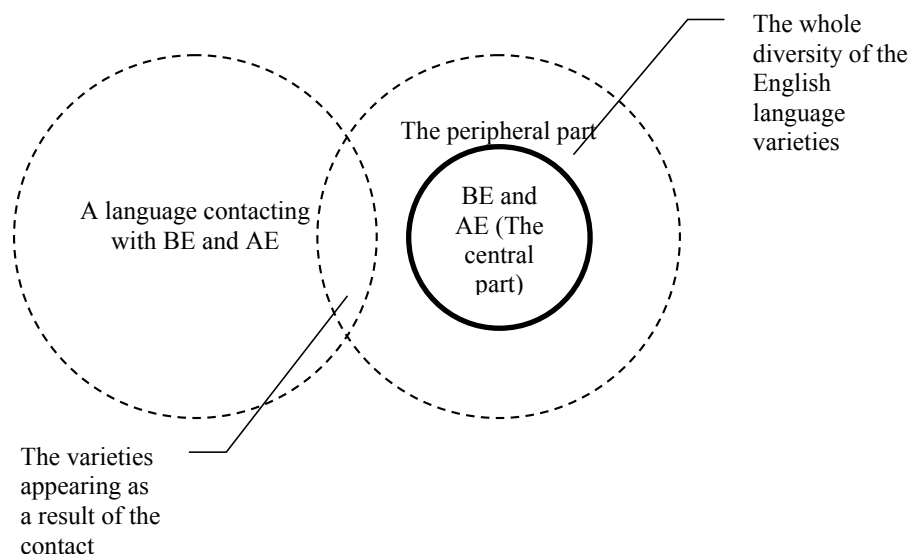 The whole
diversity of the
English
language
varieties
The peripheral part
BE and
AE (The
central
part)
A language contacting
with BE and AE
The varieties
appearing as
a result of the
contact